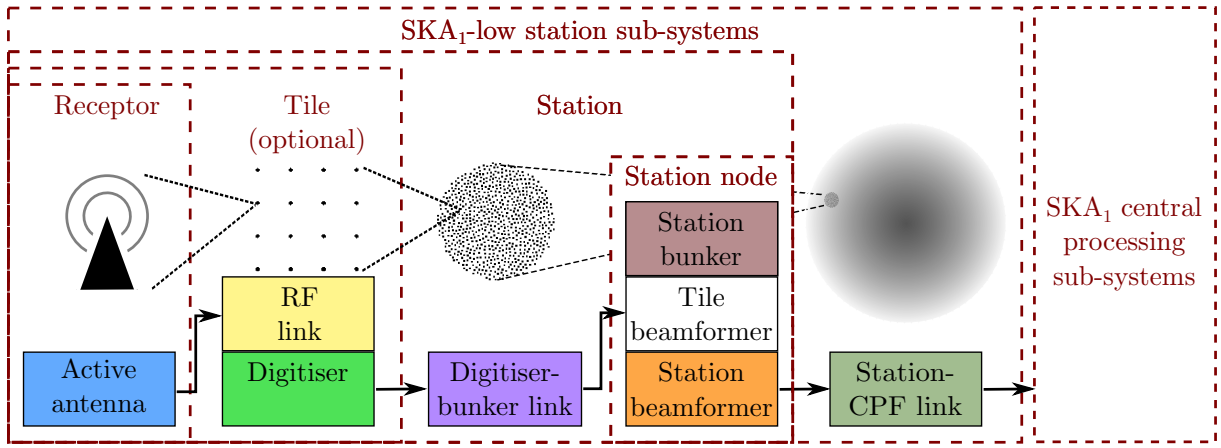 SKA₁-low station sub-systems
Receptor
Tile
(optional)
Station
Station node
Station
bunker
RF
link
Tile
beamformer
Active
antenna
Digitiser
Digitiser-
bunker link
Station
beamformer
Station-
CPF link
SKA₁ central
processing
sub-systems